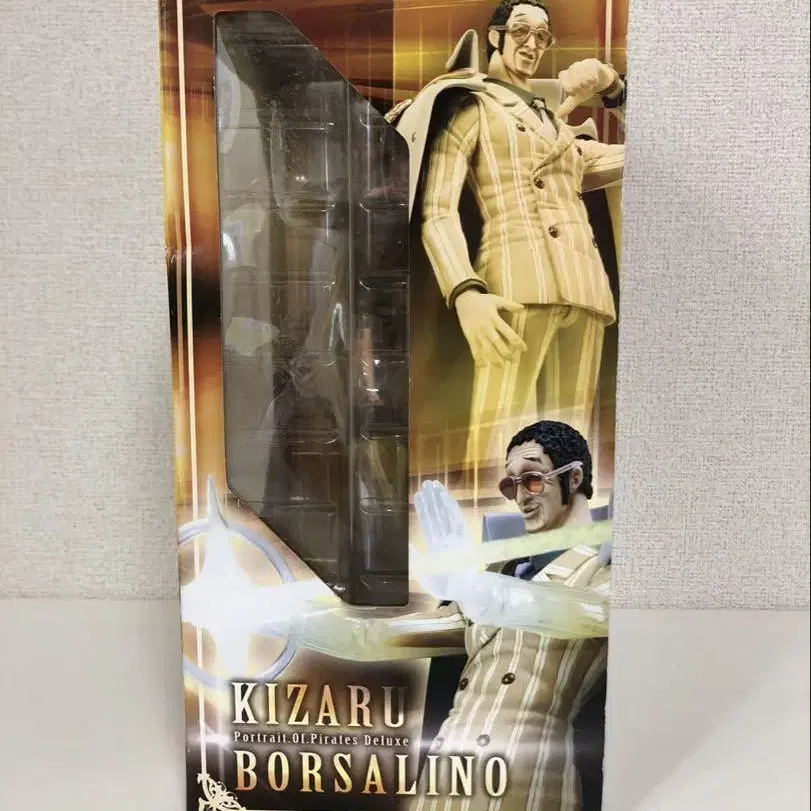 KIZARU
Portrait.Of.Pirates Deluxe
BORSALINO